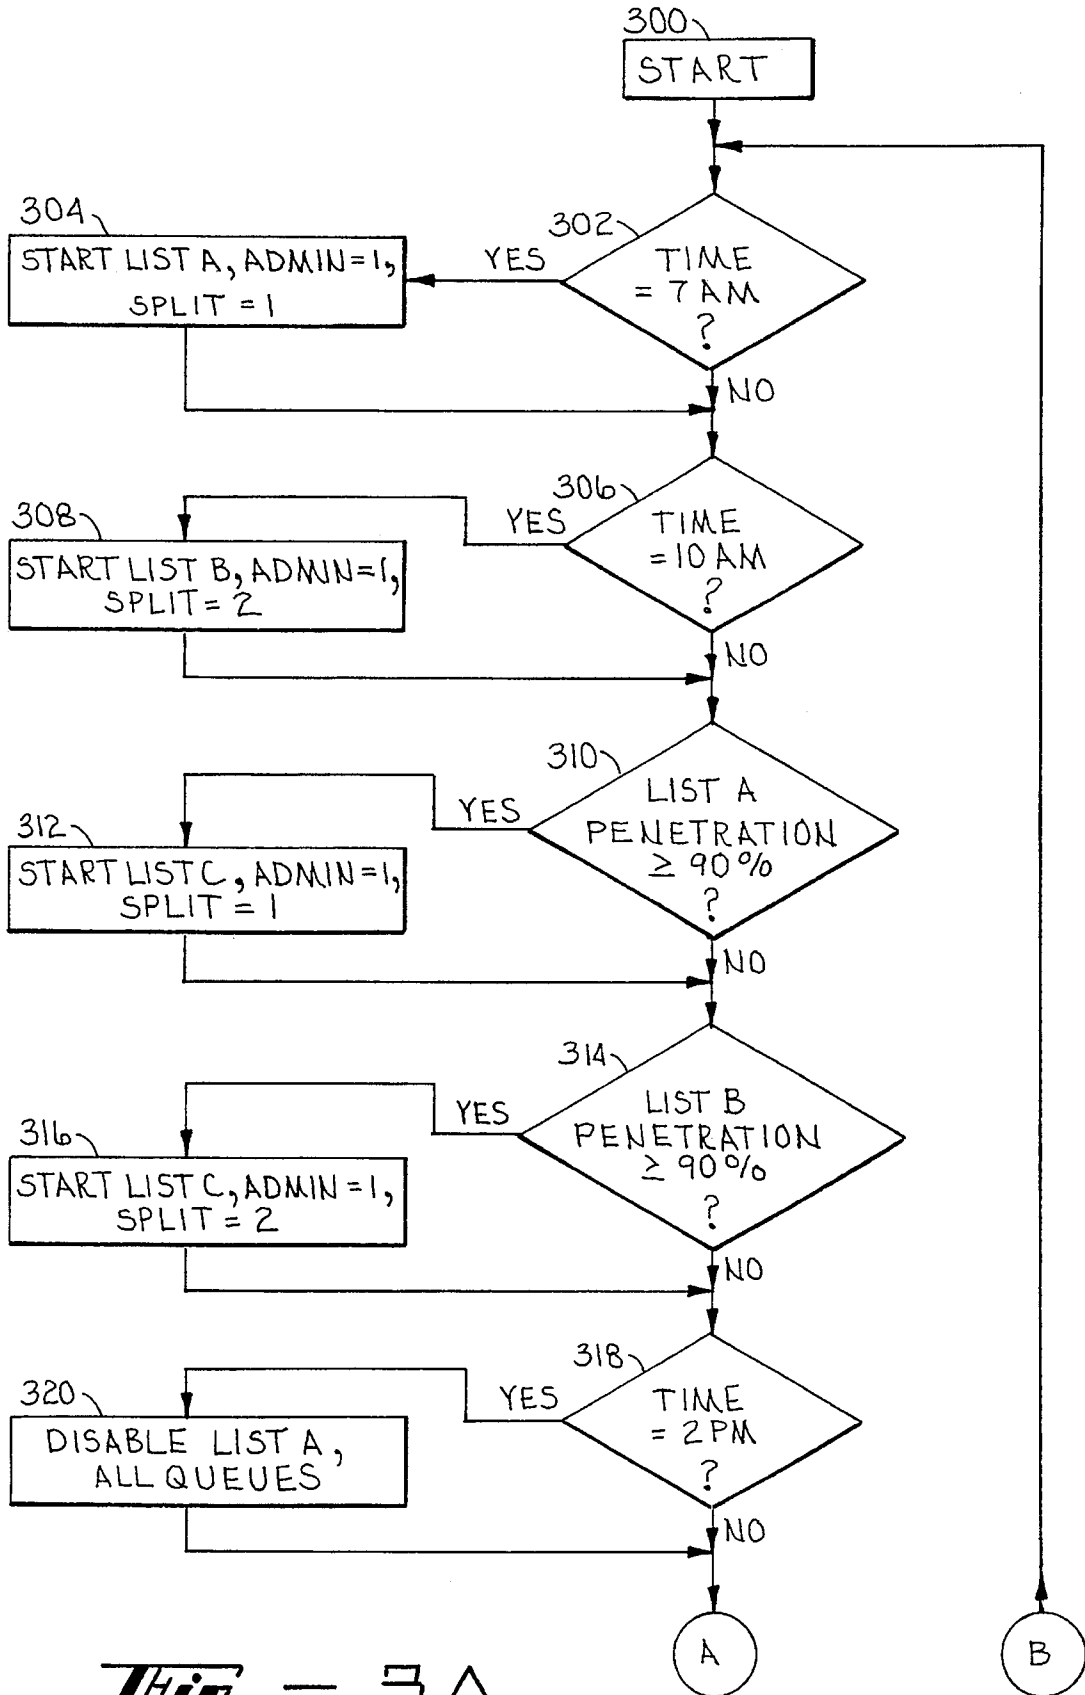 300
START
304
START LIST A, ADMIN=1,
SPLIT = 1
YES
302
TIME
= 7 AM
?
NO
308
START LIST B, ADMIN=1,
SPLIT = 2
YES
306
TIME
= 10 AM
?
NO
312
START LIST C, ADMIN=1,
SPLIT = 1
YES
310
LIST A
PENETRATION
≥ 90%
?
NO
316
START LIST C, ADMIN=1,
SPLIT = 2
YES
314
LIST B
PENETRATION
≥ 90%
?
NO
320
DISABLE LIST A,
ALL QUEUES
YES
318
TIME
= 2 PM
?
NO
A
B
- 3A